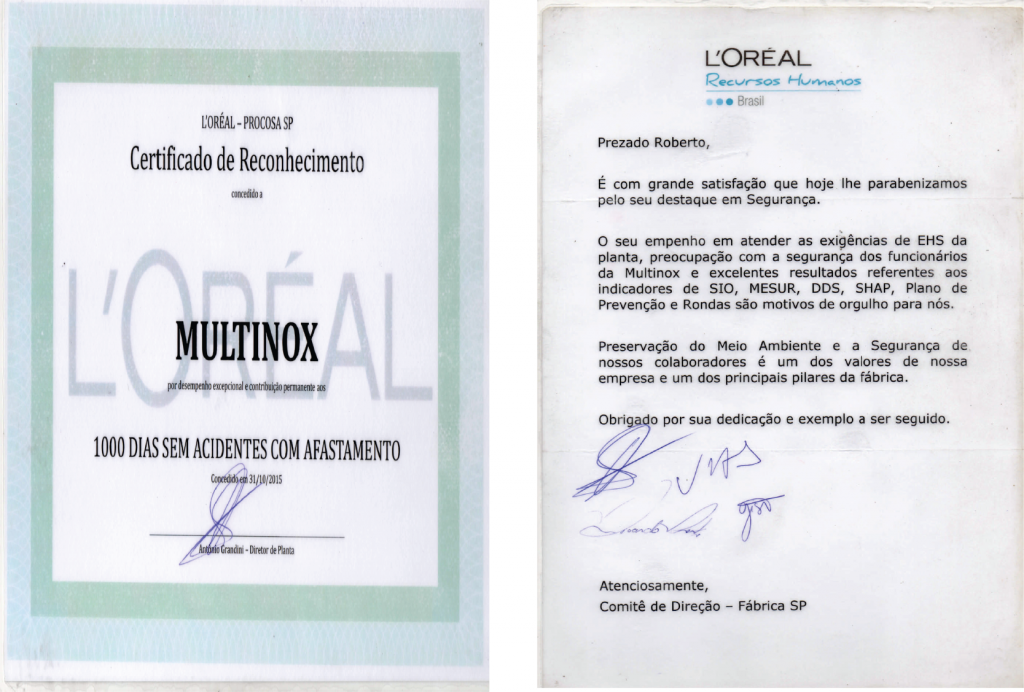 L'ORÉAL – PROCOSA SP
Certificado de Reconhecimento
concedido a
L'ORÉAL
MULTINOX
por desempenho excepcional e contribuição permanente aos
1000 DIAS SEM ACIDENTES COM AFASTAMENTO
Concedido em 31/10/2015
Antônio Grandini – Diretor de Planta
L'ORÉAL
Recursos Humanos
Brasil
Prezado Roberto,
É com grande satisfação que hoje lhe parabenizamos
pelo seu destaque em Segurança.
O seu empenho em atender as exigências de EHS da
planta, preocupação com a segurança dos funcionários
da Multinox e excelentes resultados referentes aos
indicadores de SIO, MESUR, DDS, SHAP, Plano de
Prevenção e Rondas são motivos de orgulho para nós.
Preservação do Meio Ambiente e a Segurança de
nossos colaboradores é um dos valores de nossa
empresa e um dos principais pilares da fábrica.
Obrigado por sua dedicação e exemplo a ser seguido.
Atenciosamente,
Comitê de Direção – Fábrica SP